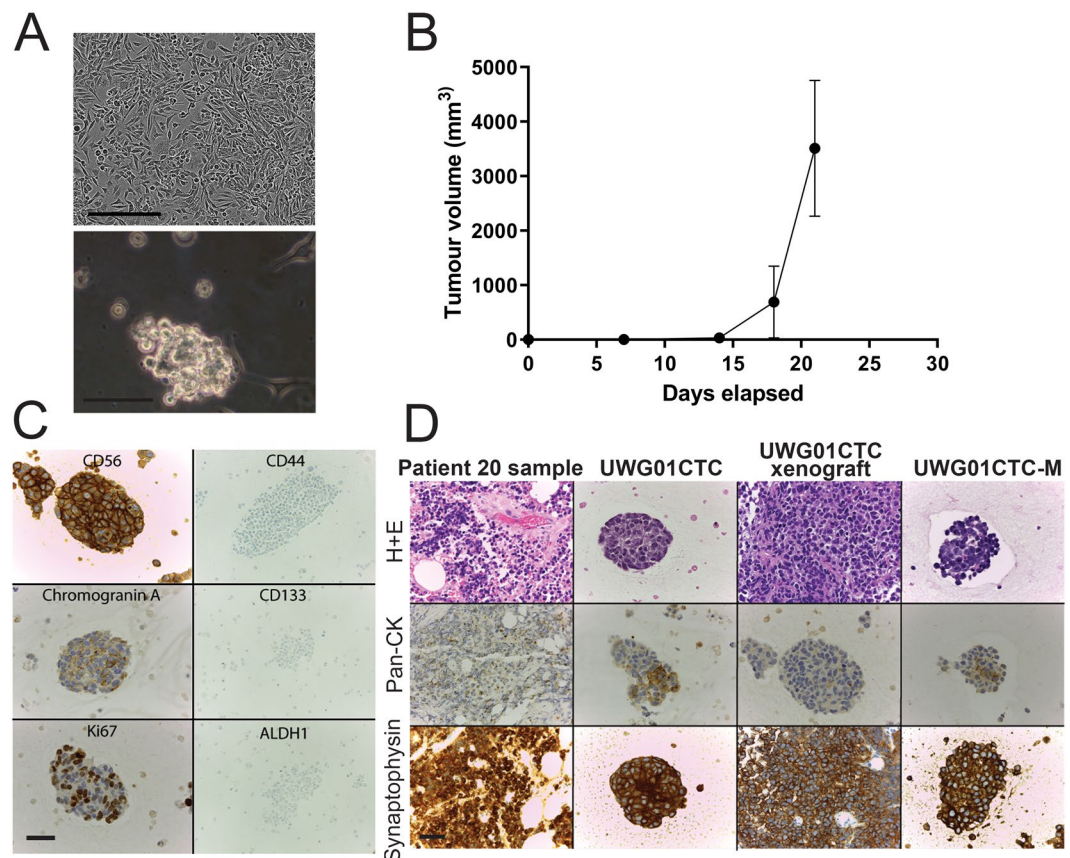 A
B
5000
4000
3000
2000
1000
0
Tumour volume (mm³)
0 5 10 15 20 25 30
Days elapsed
C
CD56 CD44
Chromogranin A CD133
Ki67 ALDH1
D
Patient 20 sample UWG01CTC UWG01CTC xenograft UWG01CTC-M
H+E
Pan-CK
Synaptophysin